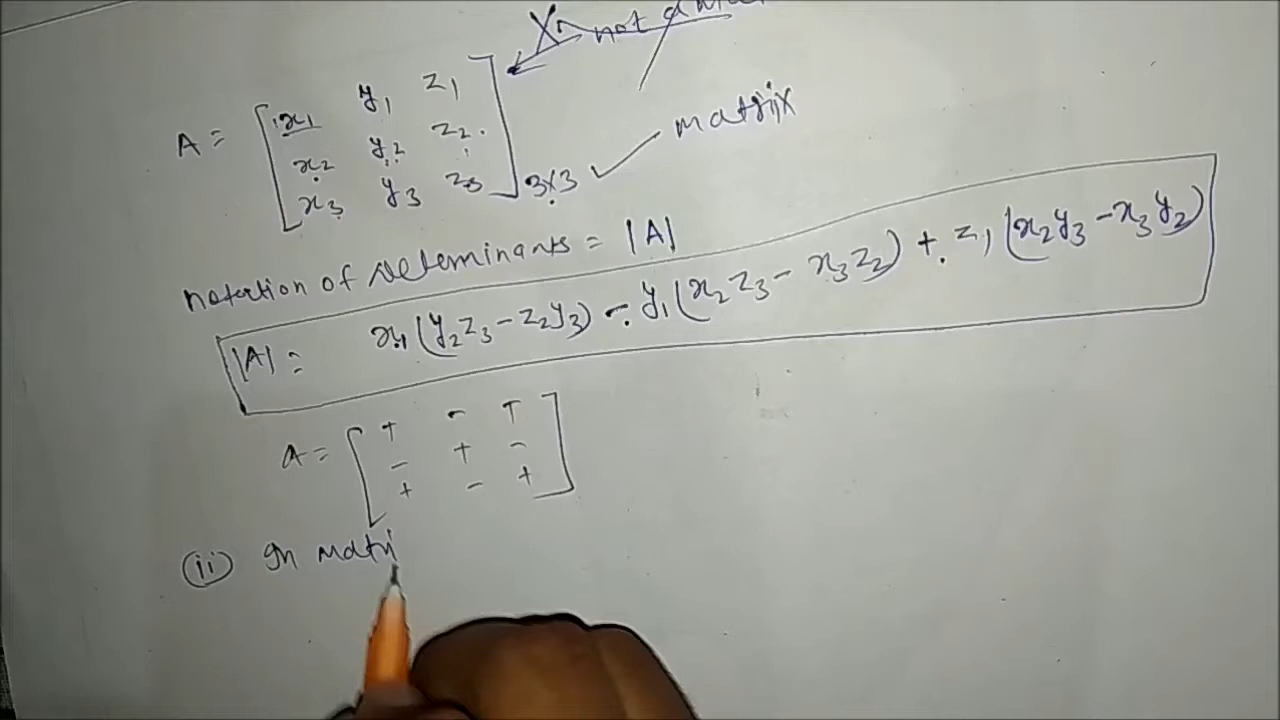 not
A = [ x₁ y₁ z₁
x₂ y₂ z₂
x₃ y₃ z₃ ] 3×3 ✓ matrix
notation of determinants = |A|
|A| = x₁(y₂z₃ - z₂y₃) - y₁(x₂z₃ - x₃z₂) + z₁(x₂y₃ - x₃y₂)
A = [ + - +
- + -
+ - + ]
(ii) In matri